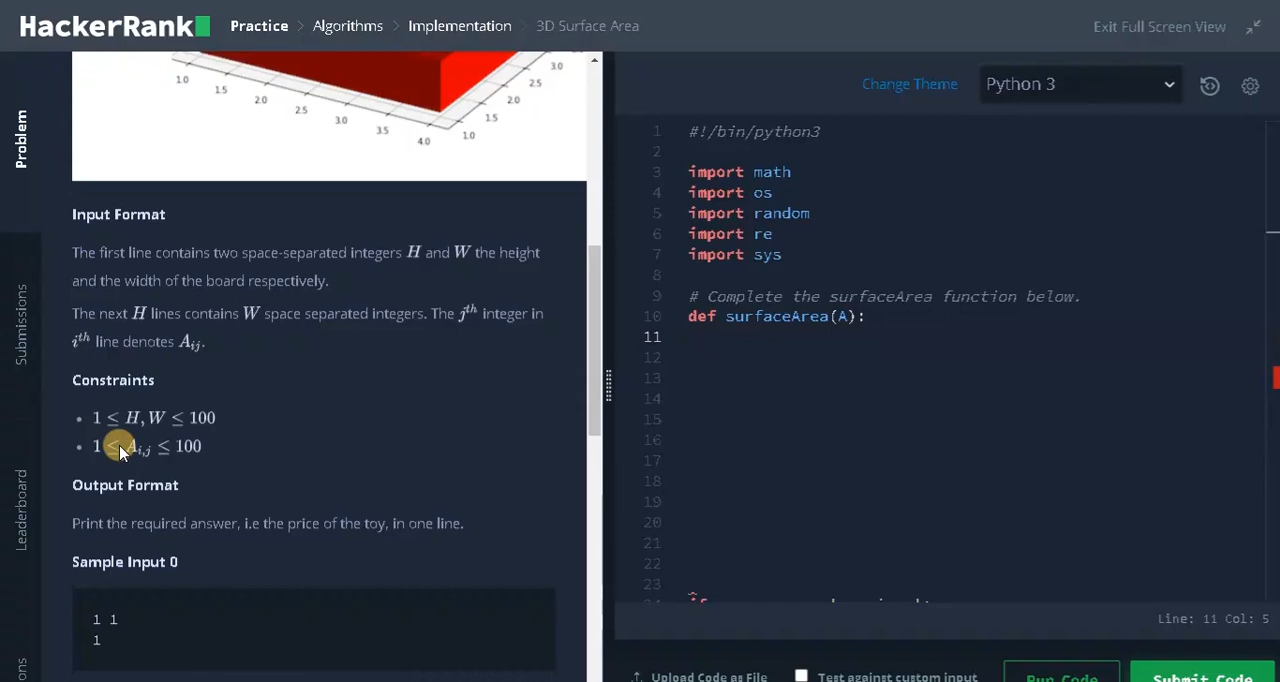 HackerRank
Practice > Algorithms > Implementation > 3D Surface Area
Exit Full Screen View
Problem
Submissions
Leaderboard
1.0
1.5
2.0
2.5
3.0
3.5
4.0
1.0
1.5
2.0
2.5
3.0
Input Format
The first line contains two space-separated integers H and W the height
and the width of the board respectively.
The next H lines contains W space separated integers. The jth integer in
ith line denotes Aij.
Constraints
• 1 ≤ H, W ≤ 100
• 1 ≤ Ai,j ≤ 100
Output Format
Print the required answer, i.e the price of the toy, in one line.
Sample Input 0
1 1
1
Change Theme
Python 3
1 #!/bin/python3
2
3 import math
4 import os
5 import random
6 import re
7 import sys
8
9 # Complete the surfaceArea function below.
10 def surfaceArea(A):
11
12
13
14
15
16
17
18
19
20
21
22
23
Line: 11 Col: 5
Upload Code as File
Test against custom input
Run Code
Submit Code